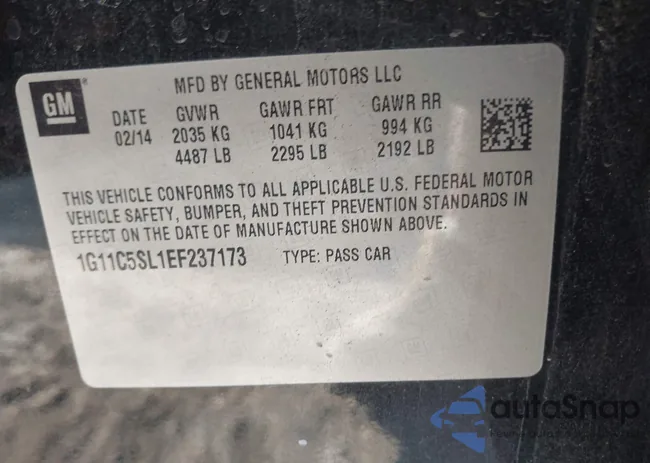 GM
MFD BY GENERAL MOTORS LLC
DATE GVWR GAWR FRT GAWR RR
02/14 2035 KG 1041 KG 994 KG
4487 LB 2295 LB 2192 LB
THIS VEHICLE CONFORMS TO ALL APPLICABLE U.S. FEDERAL MOTOR
VEHICLE SAFETY, BUMPER, AND THEFT PREVENTION STANDARDS IN
EFFECT ON THE DATE OF MANUFACTURE SHOWN ABOVE.
1G11C5SL1EF237173 TYPE: PASS CAR
autoSnap